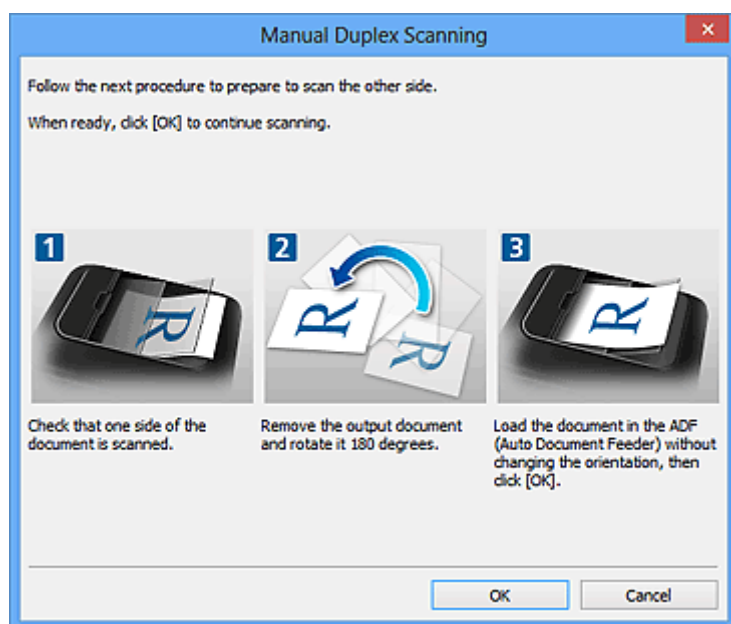 Manual Duplex Scanning
Follow the next procedure to prepare to scan the other side.
When ready, click [OK] to continue scanning.
1
2
3
R
R
R
R
Check that one side of the
document is scanned.
Remove the output document
and rotate it 180 degrees.
Load the document in the ADF
(Auto Document Feeder) without
changing the orientation, then
click [OK].
OK
Cancel